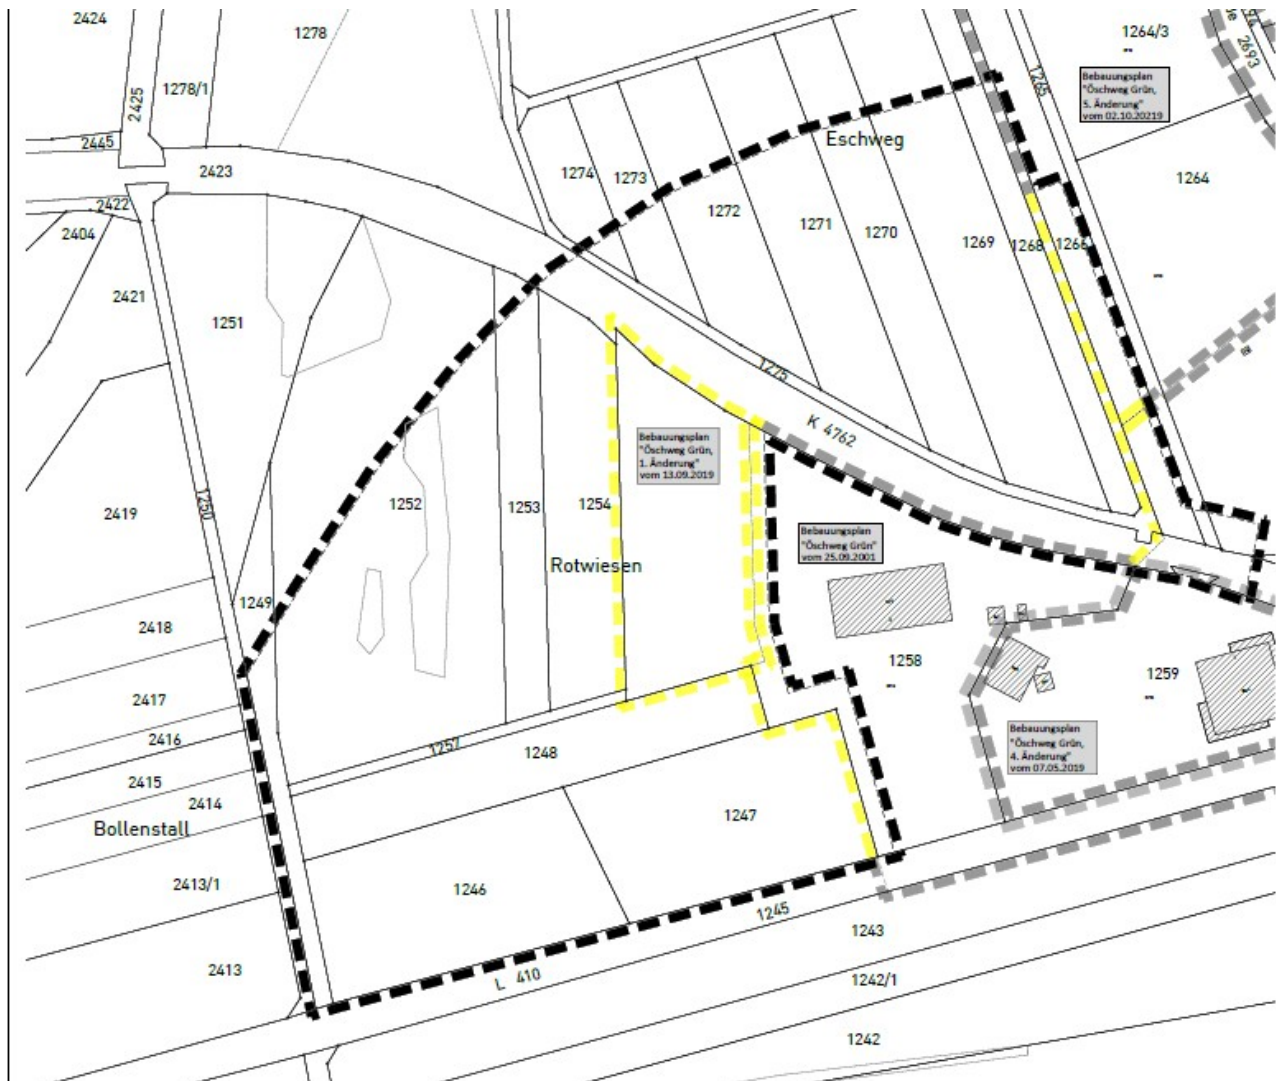 2424
1278
1264/3
2693
1278/1
2425
1265
Bebauungsplan
"Öschweg Grün,
5. Änderung"
vom 02.10.20219
2445
Eschweg
2423
1274
1273
1264
2422
1272
2404
1271
1270
1269
1268
1266
2421
1251
1275
K 4762
Bebauungsplan
"Öschweg Grün,
1. Änderung"
vom 13.09.2019
2419
1250
1252
1253
1254
Bebauungsplan
"Öschweg Grün"
vom 25.09.2001
Rotwiesen
1249
2418
1258
1259
2417
2416
1257
1248
Bebauungsplan
"Öschweg Grün,
4. Änderung"
vom 07.05.2019
2415
2414
Bollenstall
1247
2413/1
1246
1245
1243
2413
L 410
1242/1
1242